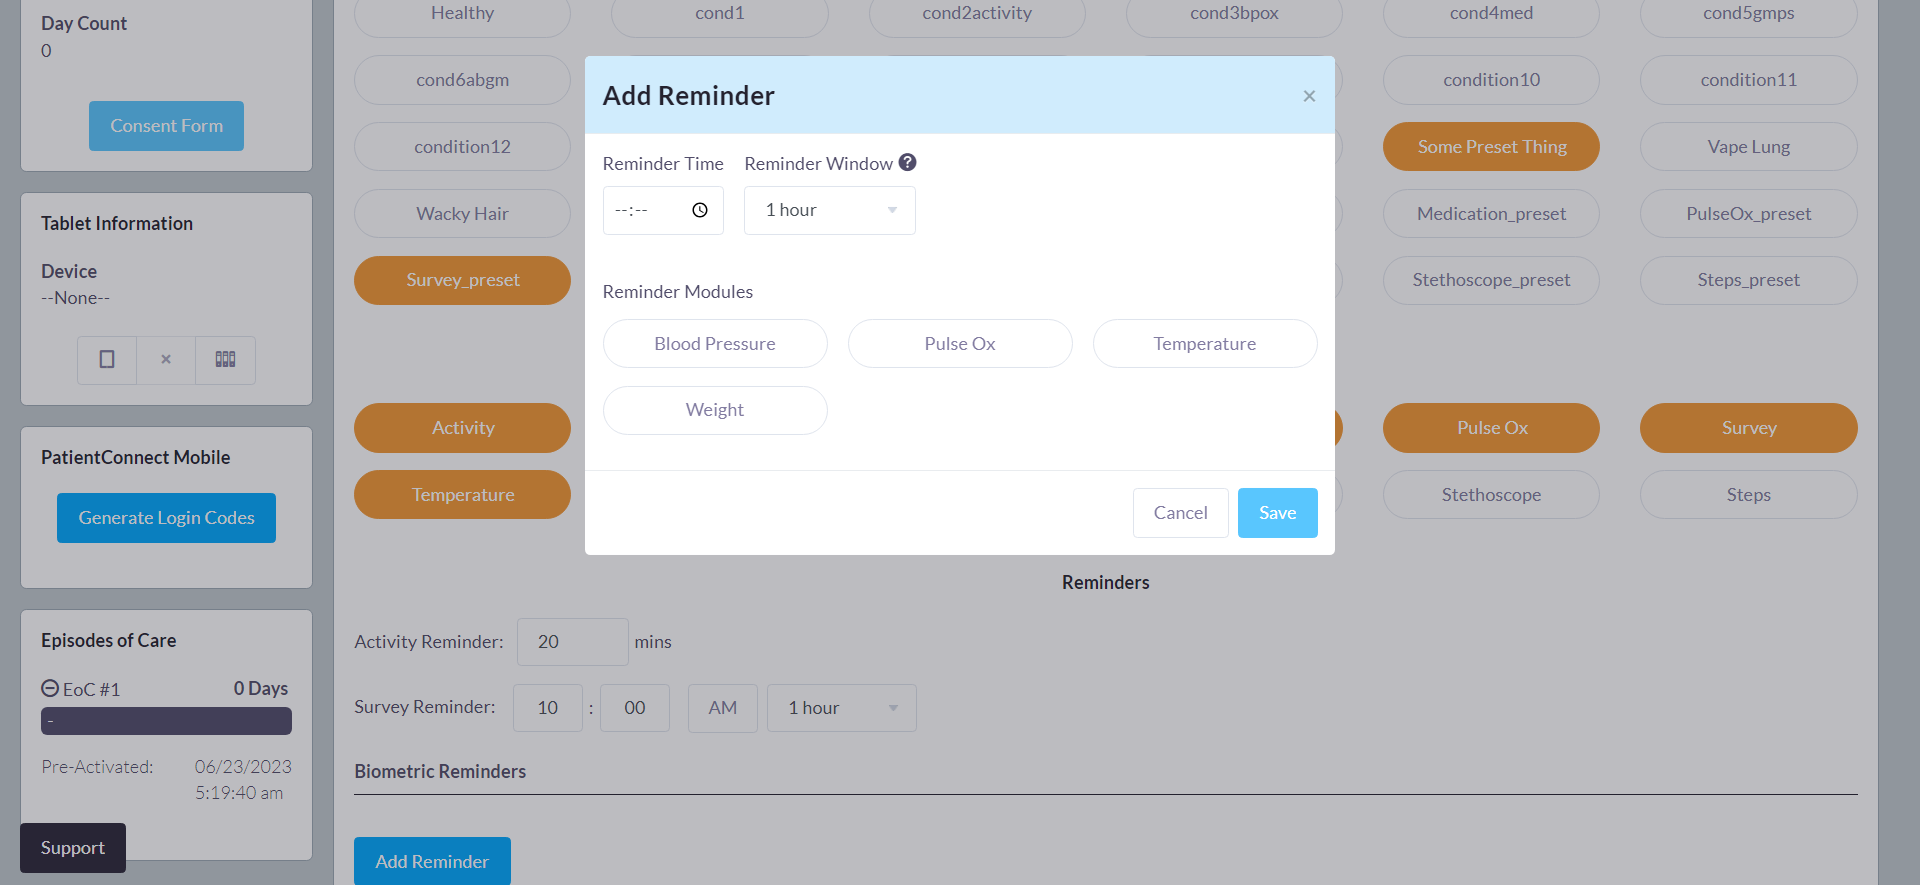 Day Count
0
Consent Form
Tablet Information
Device
--None--
PatientConnect Mobile
Generate Login Codes
Episodes of Care
EoC #1
0 Days
-
Pre-Activated:
06/23/2023
5:19:40 am
Support
Healthy
cond1
cond2activity
cond3bpox
cond4med
cond5gmps
cond6abgm
condition10
condition11
condition12
Some Preset Thing
Vape Lung
Wacky Hair
Medication_preset
PulseOx_preset
Survey_preset
Stethoscope_preset
Steps_preset
Activity
Pulse Ox
Survey
Temperature
Stethoscope
Steps
Add Reminder
×
Reminder Time
Reminder Window ?
--:--
1 hour
Reminder Modules
Blood Pressure
Pulse Ox
Temperature
Weight
Cancel
Save
Reminders
Activity Reminder: 20 mins
Survey Reminder: 10 : 00 AM 1 hour
Biometric Reminders
Add Reminder